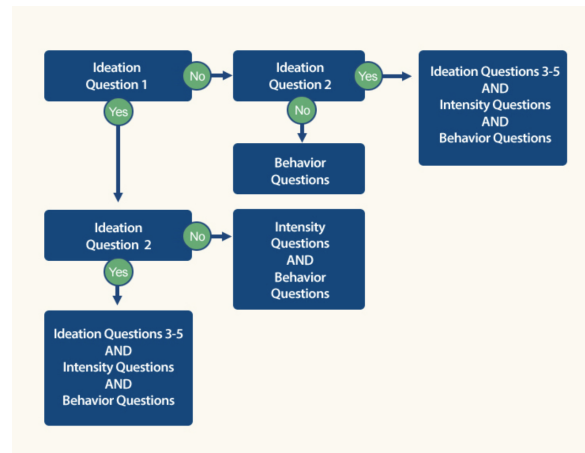 Ideation
Question 1
No
Ideation
Question 2
Yes
Ideation Questions 3-5
AND
Intensity Questions
AND
Behavior Questions
Yes
No
Behavior
Questions
Ideation
Question 2
No
Intensity
Questions
AND
Behavior
Questions
Yes
Ideation Questions 3-5
AND
Intensity Questions
AND
Behavior Questions